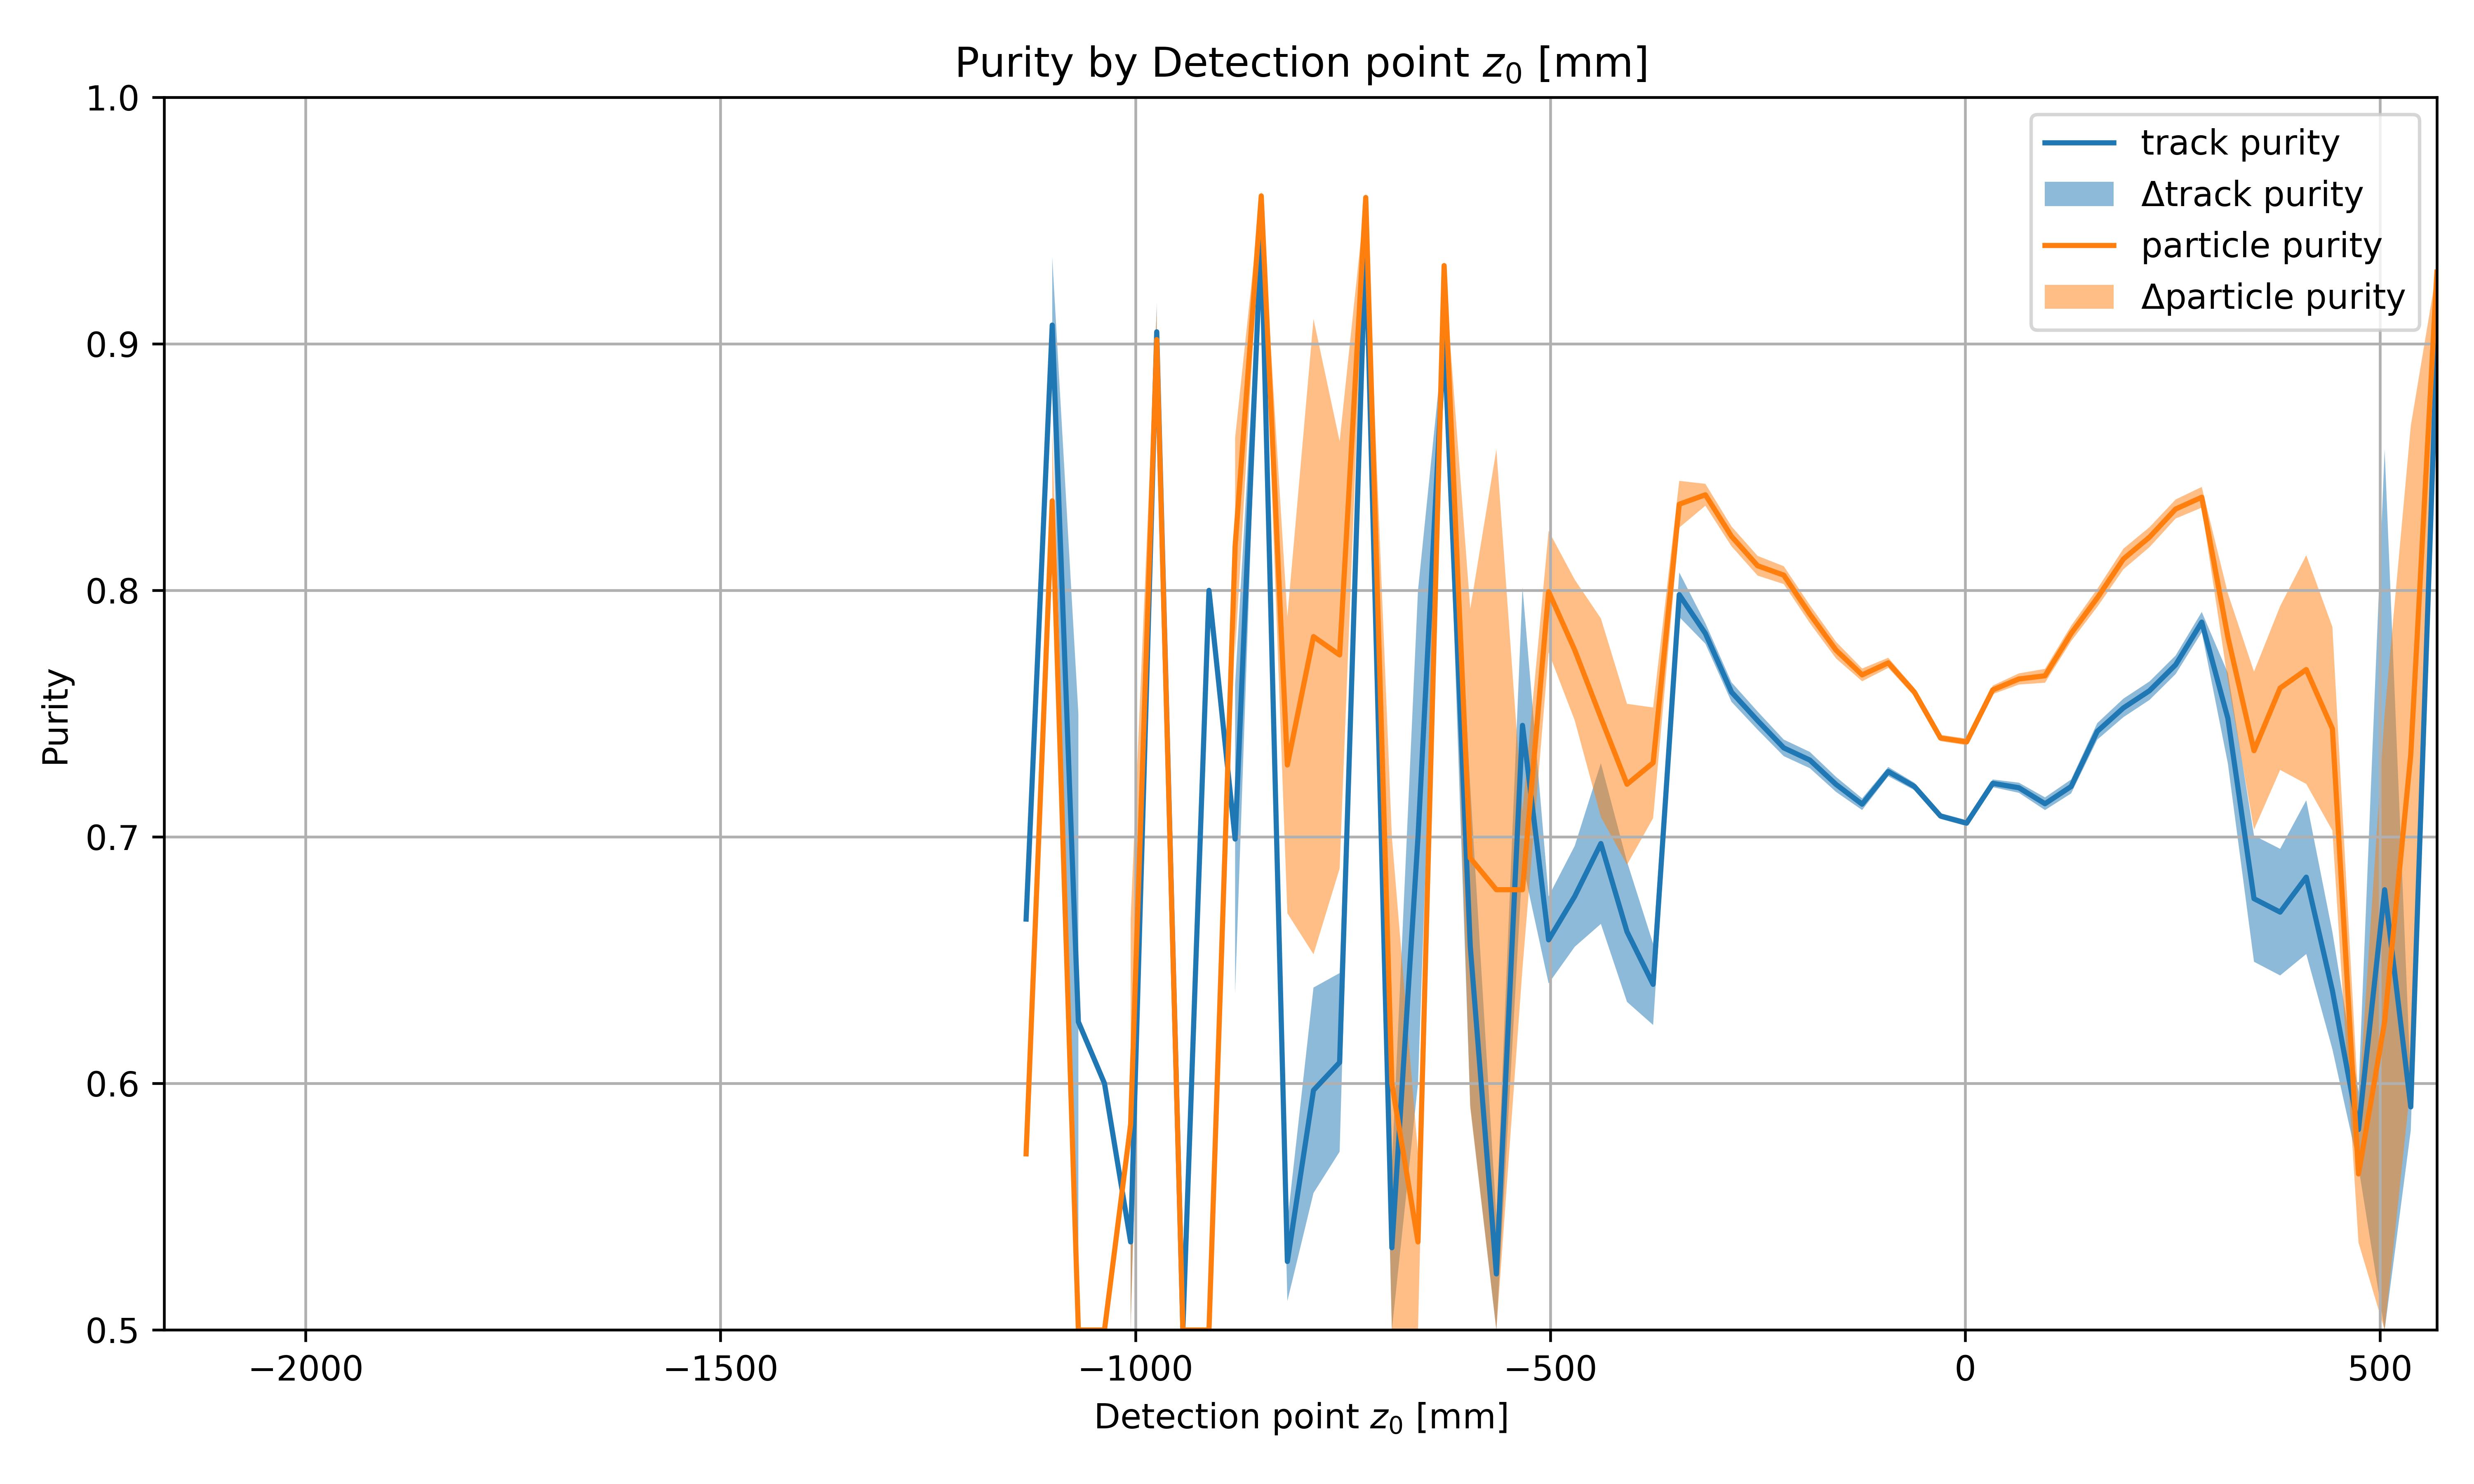 Purity by Detection point z₀ [mm]
1.0
0.9
0.8
0.7
0.6
0.5
Purity
track purity
Δtrack purity
particle purity
Δparticle purity
−2000
−1500
−1000
−500
0
500
Detection point z₀ [mm]